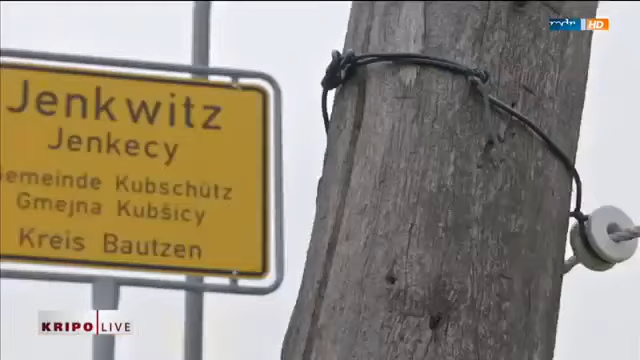 mdr HD
Jenkwitz
Jenkecy
Gemeinde Kubschütz
Gmejna Kubšicy
Kreis Bautzen
KRIPO LIVE